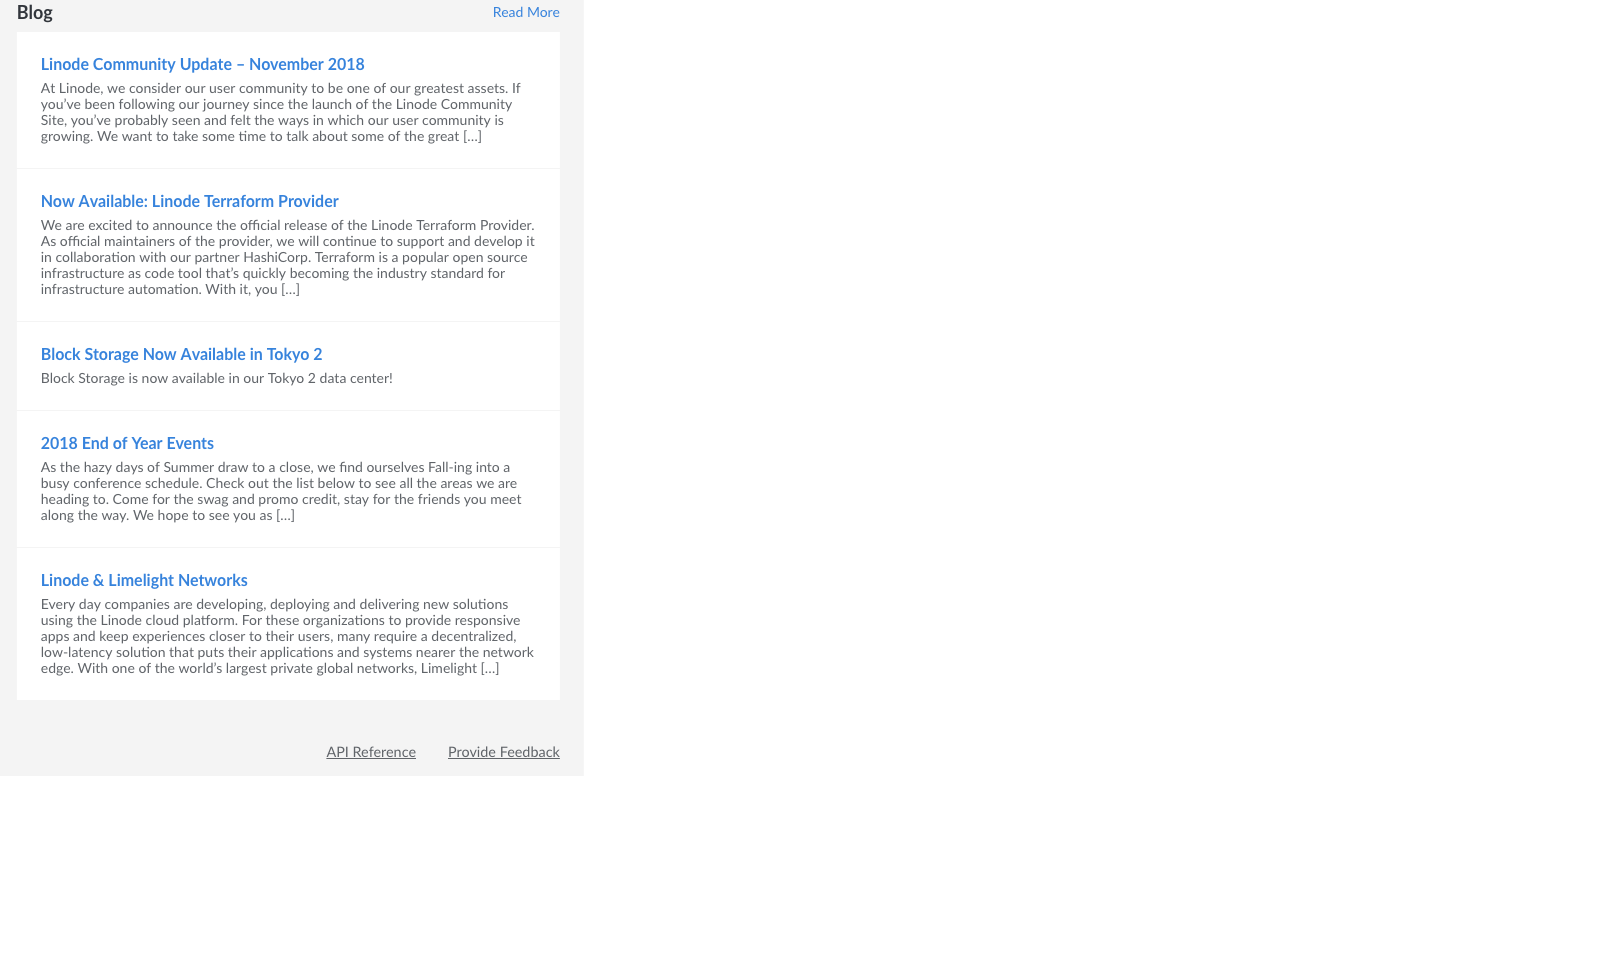 Blog
Read More
Linode Community Update – November 2018
At Linode, we consider our user community to be one of our greatest assets. If
you’ve been following our journey since the launch of the Linode Community
Site, you’ve probably seen and felt the ways in which our user community is
growing. We want to take some time to talk about some of the great […]
Now Available: Linode Terraform Provider
We are excited to announce the official release of the Linode Terraform Provider.
As official maintainers of the provider, we will continue to support and develop it
in collaboration with our partner HashiCorp. Terraform is a popular open source
infrastructure as code tool that’s quickly becoming the industry standard for
infrastructure automation. With it, you […]
Block Storage Now Available in Tokyo 2
Block Storage is now available in our Tokyo 2 data center!
2018 End of Year Events
As the hazy days of Summer draw to a close, we find ourselves Fall-ing into a
busy conference schedule. Check out the list below to see all the areas we are
heading to. Come for the swag and promo credit, stay for the friends you meet
along the way. We hope to see you as […]
Linode & Limelight Networks
Every day companies are developing, deploying and delivering new solutions
using the Linode cloud platform. For these organizations to provide responsive
apps and keep experiences closer to their users, many require a decentralized,
low-latency solution that puts their applications and systems nearer the network
edge. With one of the world’s largest private global networks, Limelight […]
API Reference
Provide Feedback